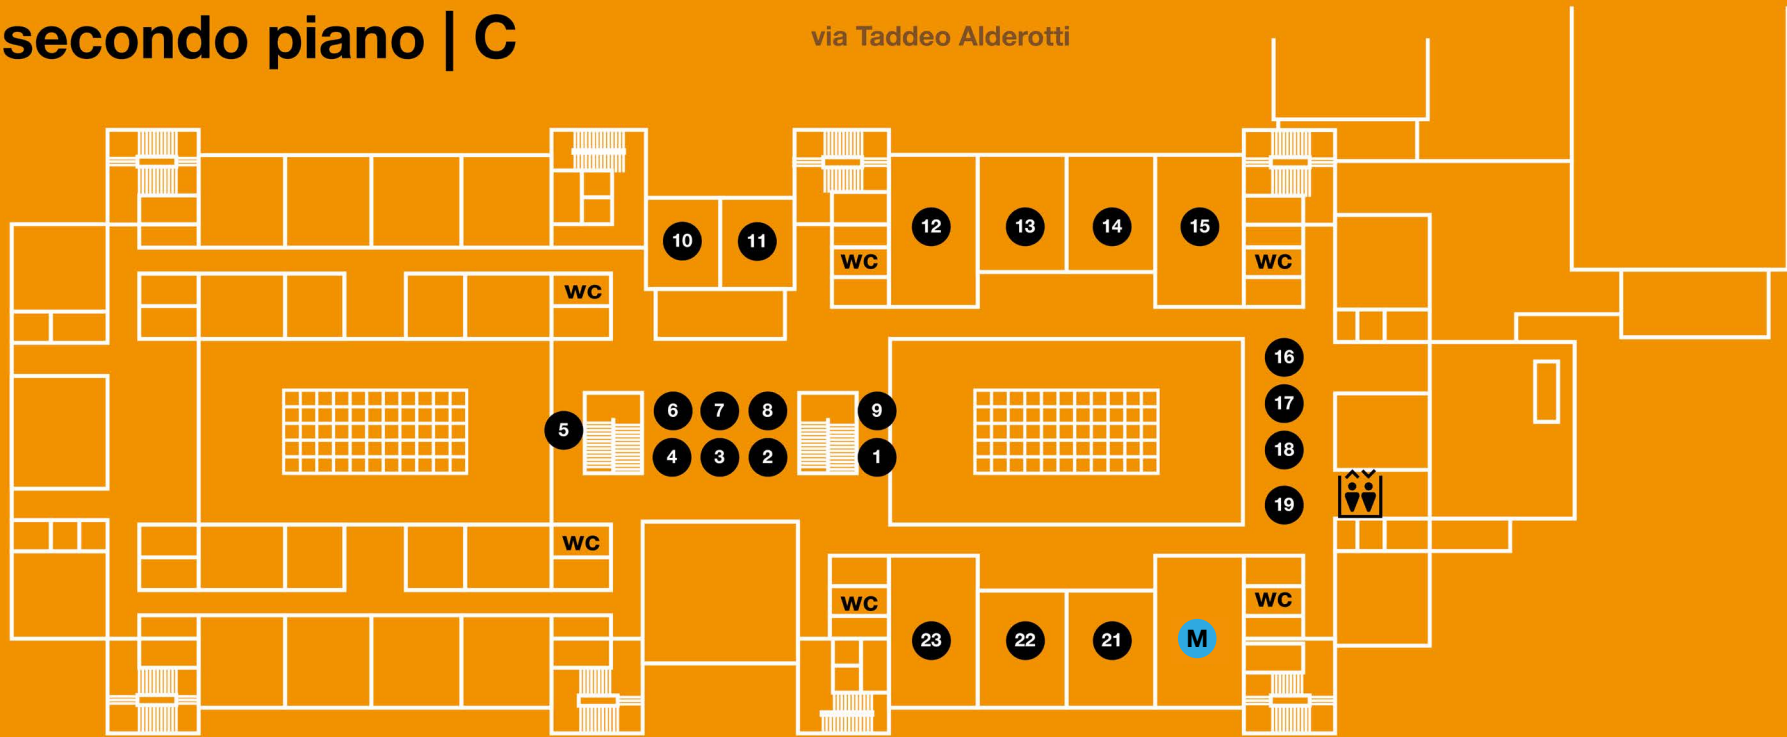 secondo piano | C
via Taddeo Alderotti
12 13 14 15
10 11
WC WC
WC
16
17
6 7 8 9
5
18
4 3 2 1
19
WC
WC WC
23 22 21 M